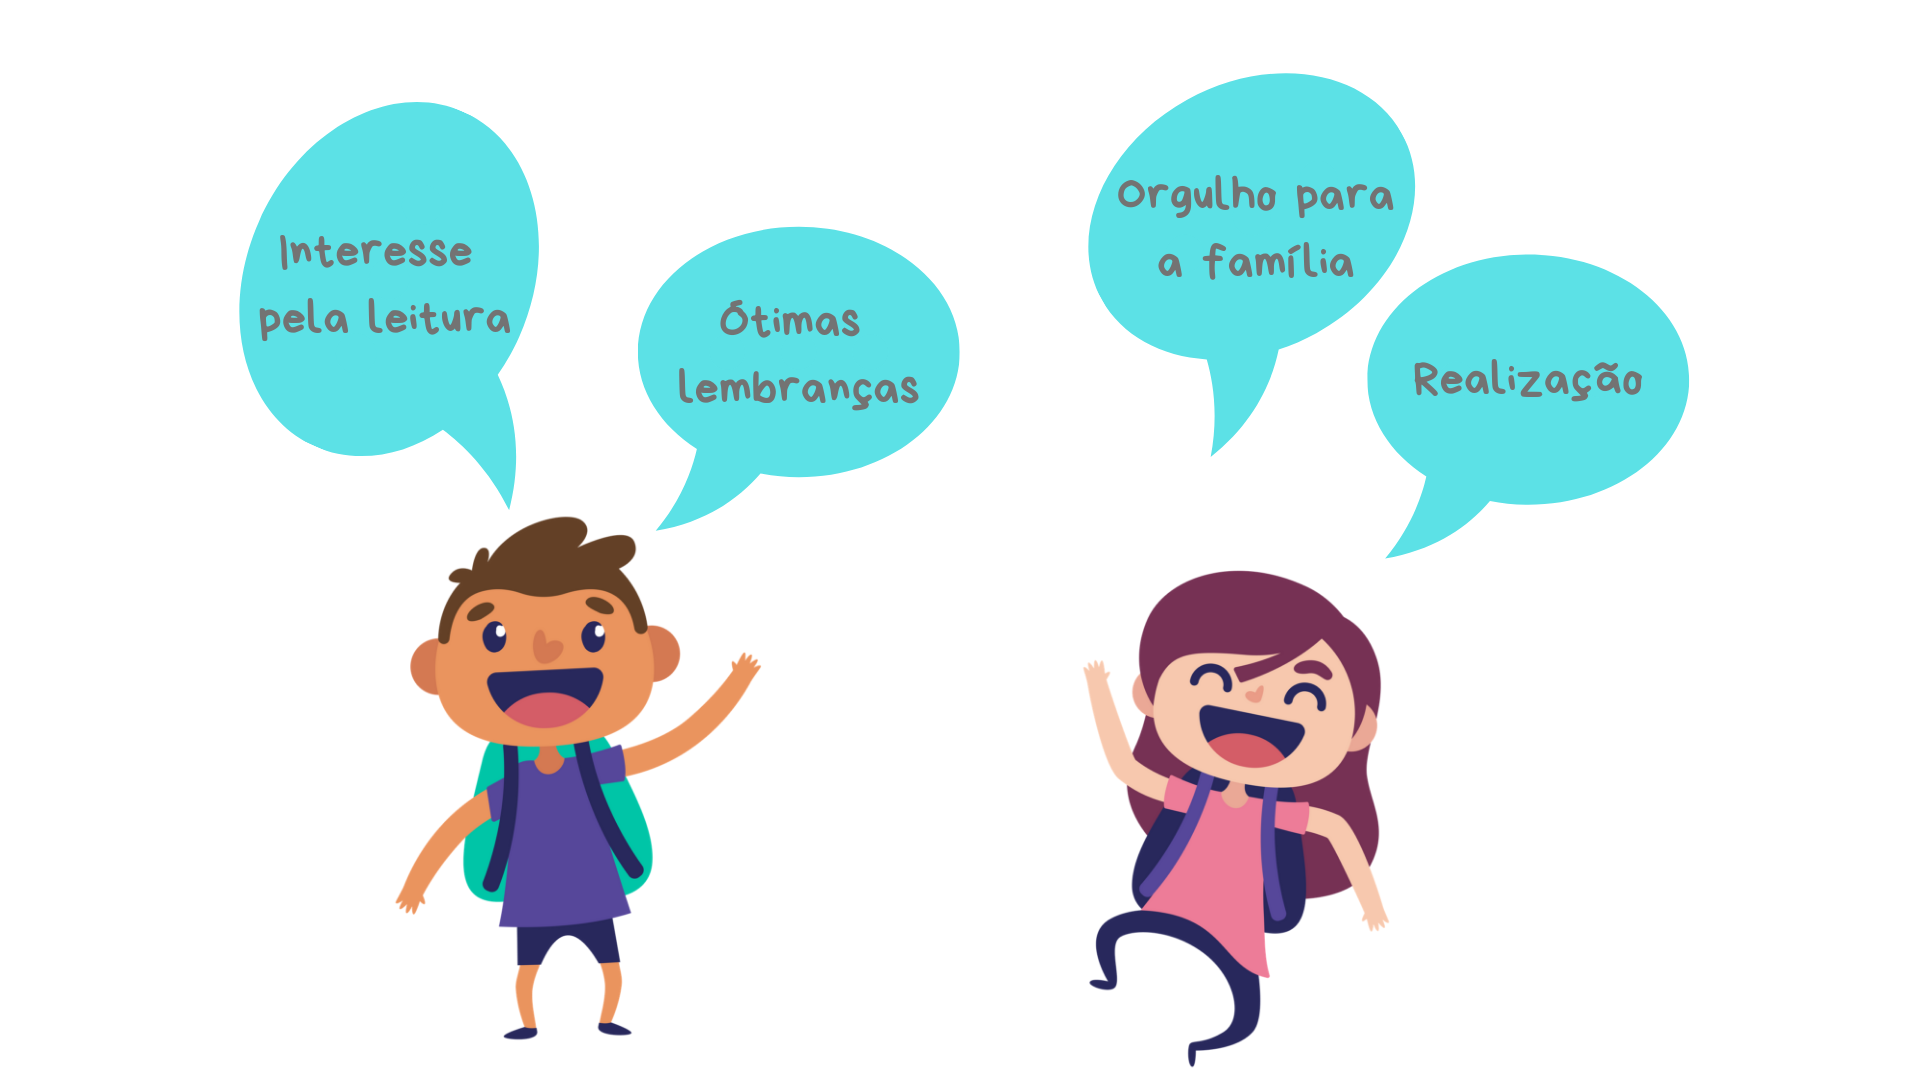 Interesse
pela leitura
Ótimas
lembranças
Orgulho para
a família
Realização